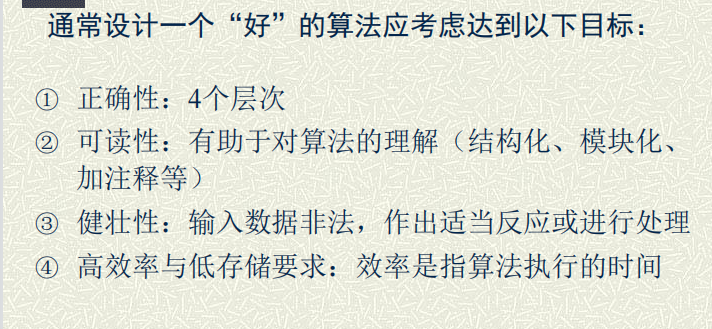 通常设计一个“好”的算法应考虑达到以下目标：
① 正确性：4个层次
② 可读性：有助于对算法的理解（结构化、模块化、
加注释等）
③ 健壮性：输入数据非法，作出适当反应或进行处理
④ 高效率与低存储要求：效率是指算法执行的时间